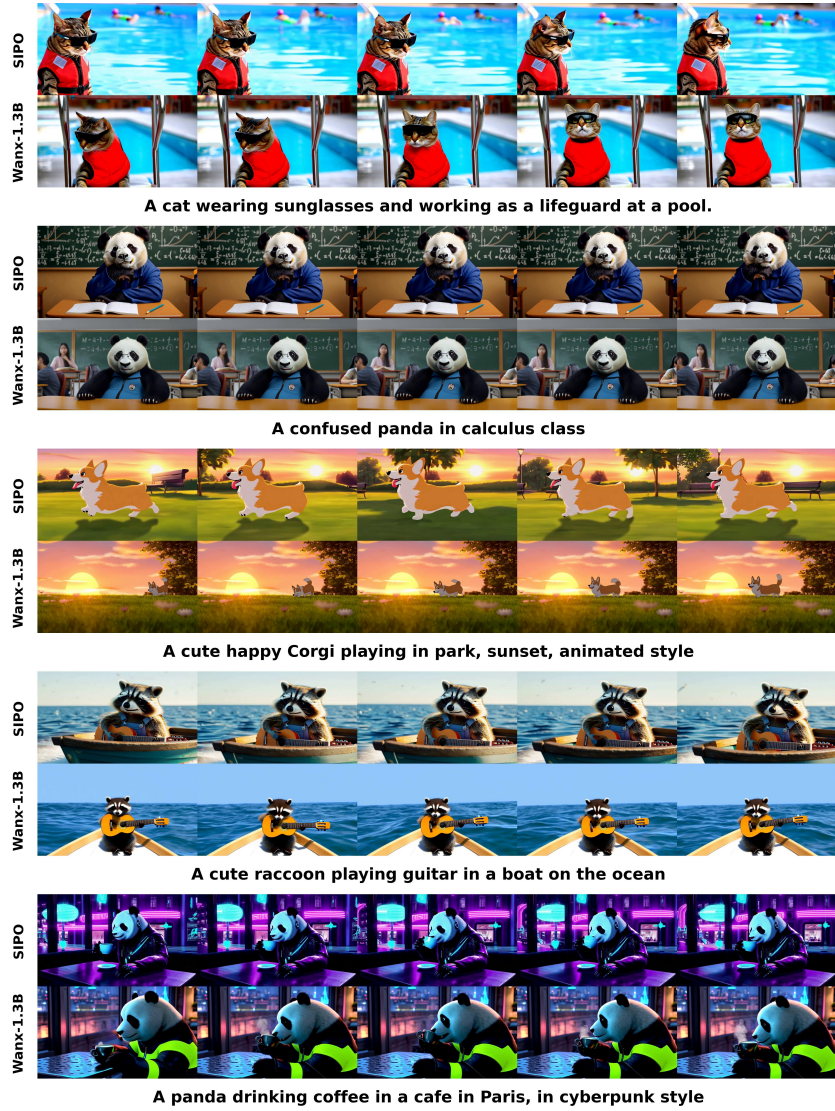 SIPO
Wanx-1.3B
A cat wearing sunglasses and working as a lifeguard at a pool.
SIPO
Wanx-1.3B
A confused panda in calculus class
SIPO
Wanx-1.3B
A cute happy Corgi playing in park, sunset, animated style
SIPO
Wanx-1.3B
A cute raccoon playing guitar in a boat on the ocean
SIPO
Wanx-1.3B
A panda drinking coffee in a cafe in Paris, in cyberpunk style